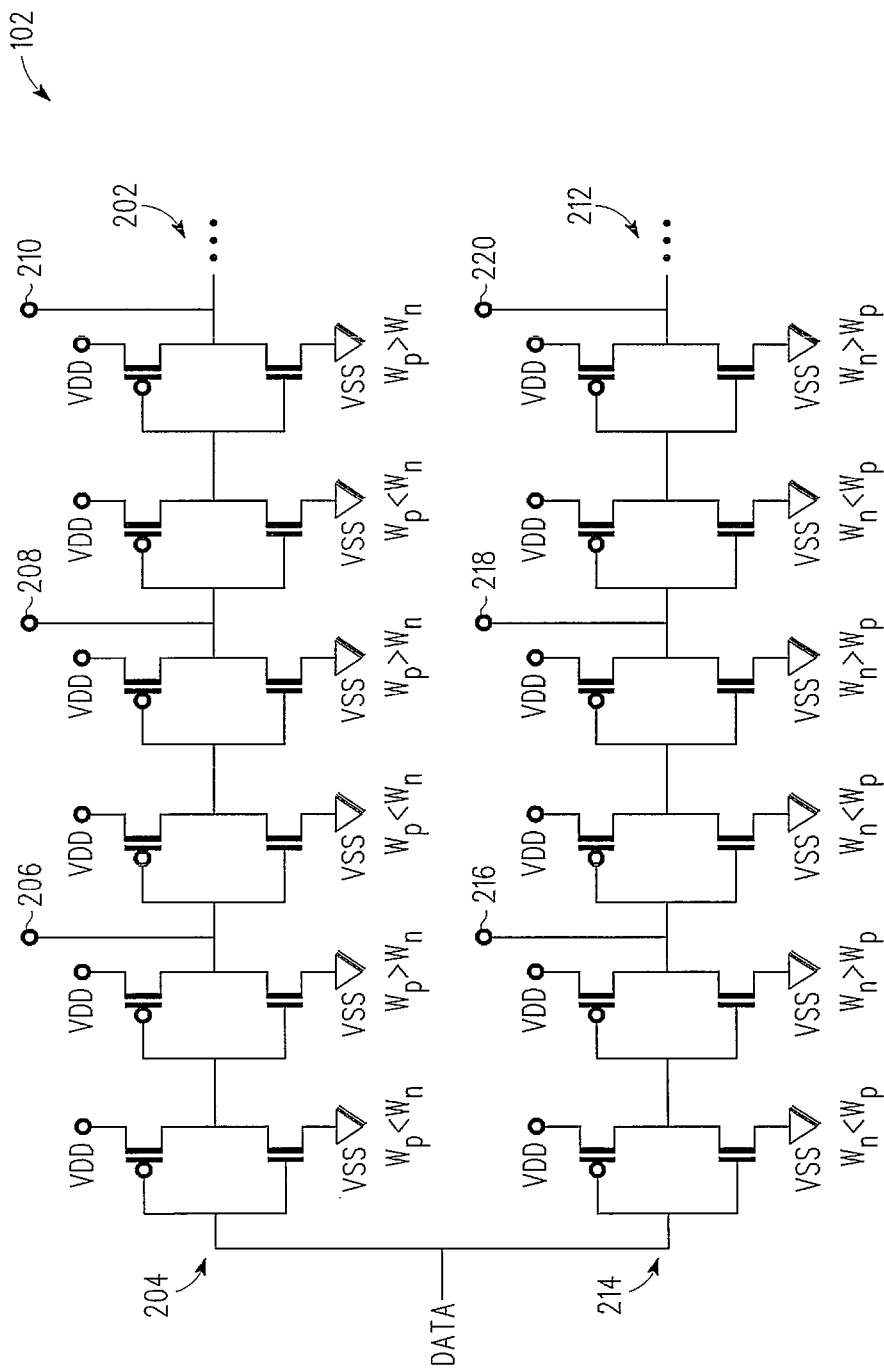 102
202
210
208
206
VDD VDD VDD VDD VDD VDD
204
VSS VSS VSS VSS VSS VSS
Wp<Wn Wp>Wn Wp<Wn Wp>Wn Wp<Wn Wp>Wn
DATA
212
220
218
216
VDD VDD VDD VDD VDD VDD
214
VSS VSS VSS VSS VSS VSS
Wn<Wp Wn>Wp Wn<Wp Wn>Wp Wn<Wp Wn>Wp